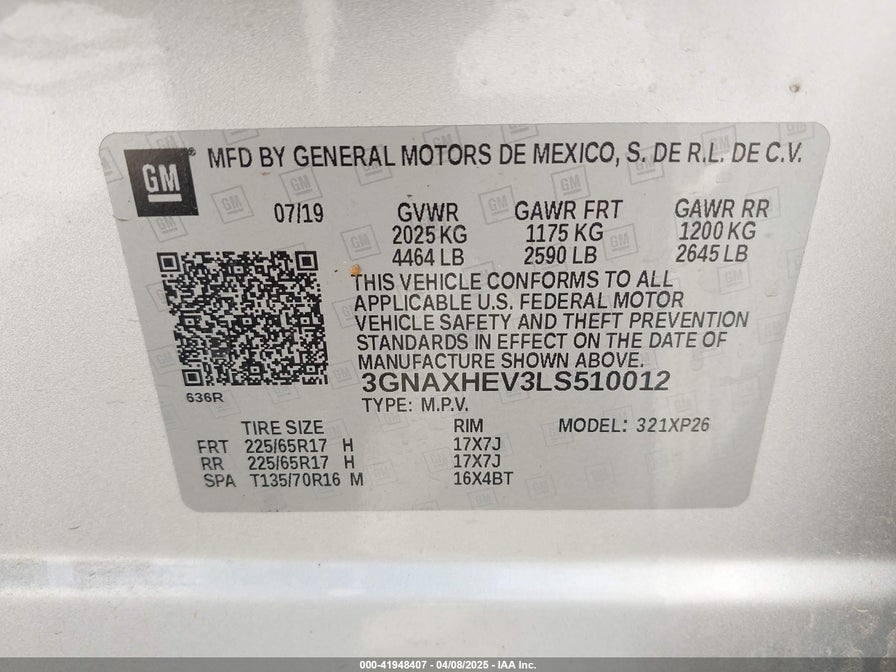 GM
MFD BY GENERAL MOTORS DE MEXICO, S. DE R.L. DE C.V.
07/19 GVWR GAWR FRT GAWR RR
2025 KG 1175 KG 1200 KG
4464 LB 2590 LB 2645 LB
THIS VEHICLE CONFORMS TO ALL
APPLICABLE U.S. FEDERAL MOTOR
VEHICLE SAFETY AND THEFT PREVENTION
STANDARDS IN EFFECT ON THE DATE OF
MANUFACTURE SHOWN ABOVE.
636R
3GNAXHEV3LS510012
TYPE: M.P.V.
TIRE SIZE RIM MODEL: 321XP26
FRT 225/65R17 H 17X7J
RR 225/65R17 H 17X7J
SPA T135/70R16 M 16X4BT
000-41948407 - 04/08/2025 - IAA Inc.